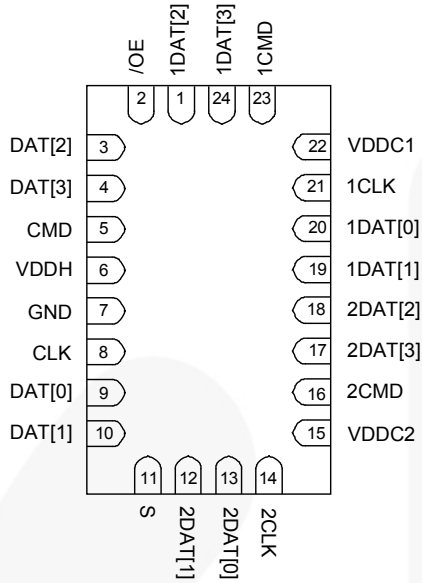 /OE
1DAT[2]
1DAT[3]
1CMD
2
1
24
23
DAT[2] 3
22 VDDC1
DAT[3] 4
21 1CLK
CMD 5
20 1DAT[0]
VDDH 6
19 1DAT[1]
GND 7
18 2DAT[2]
CLK 8
17 2DAT[3]
DAT[0] 9
16 2CMD
DAT[1] 10
15 VDDC2
11
12
13
14
S
2DAT[1]
2DAT[0]
2CLK